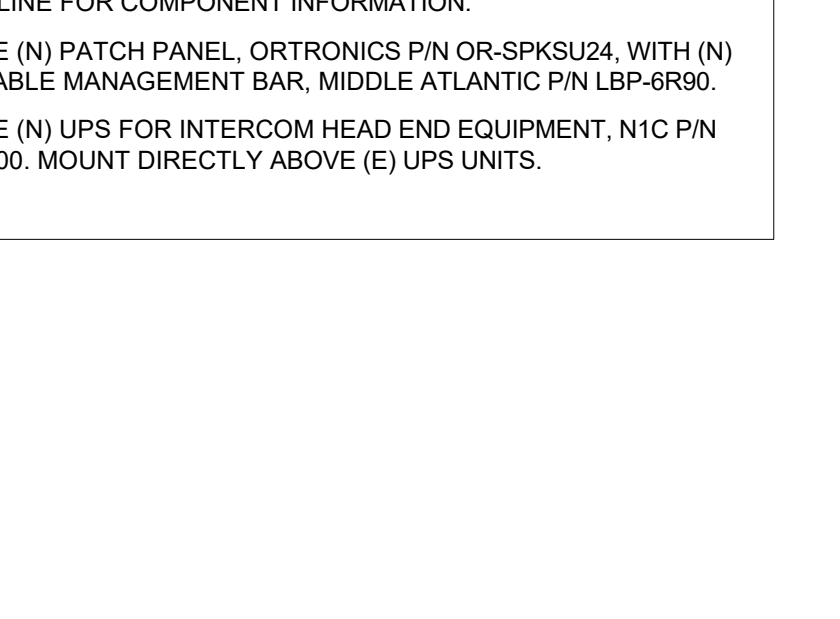 LINE FOR COMPONENT INFORMATION.
E (N) PATCH PANEL, ORTRONICS P/N OR-SPKSU24, WITH (N)
ABLE MANAGEMENT BAR, MIDDLE ATLANTIC P/N LBP-6R90.
E (N) UPS FOR INTERCOM HEAD END EQUIPMENT, N1C P/N
00. MOUNT DIRECTLY ABOVE (E) UPS UNITS.